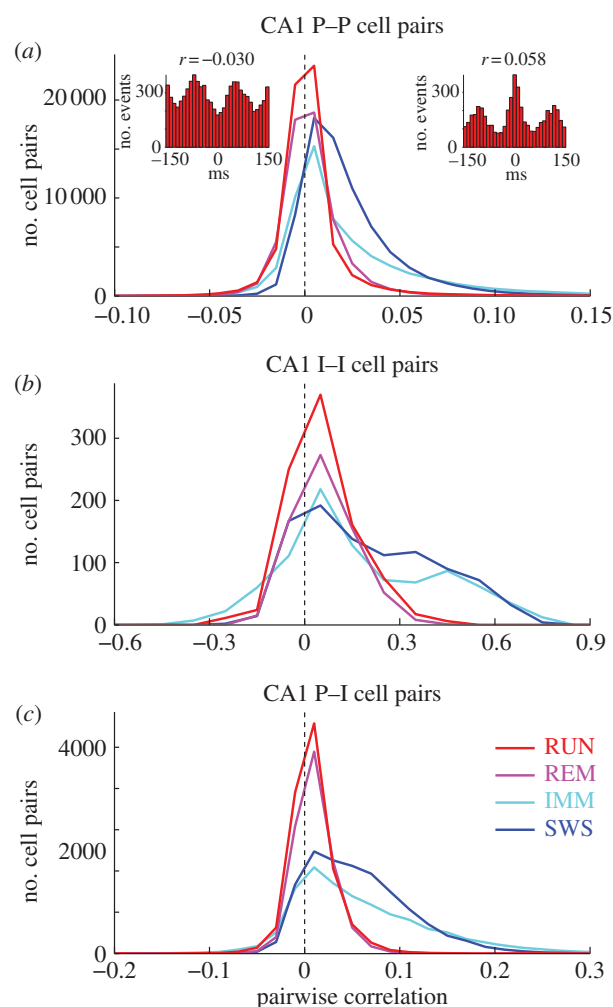 CA1 P–P cell pairs
(a)
r = −0.030
r = 0.058
no. events
300
0
−150 0 150
ms
no. events
300
0
−150 0 150
ms
no. cell pairs
20 000
10 000
0
−0.10 −0.05 0 0.05 0.10 0.15
CA1 I–I cell pairs
(b)
no. cell pairs
300
200
100
0
−0.6 −0.3 0 0.3 0.6 0.9
CA1 P–I cell pairs
(c)
no. cell pairs
4000
2000
0
RUN
REM
IMM
SWS
−0.2 −0.1 0 0.1 0.2 0.3
pairwise correlation